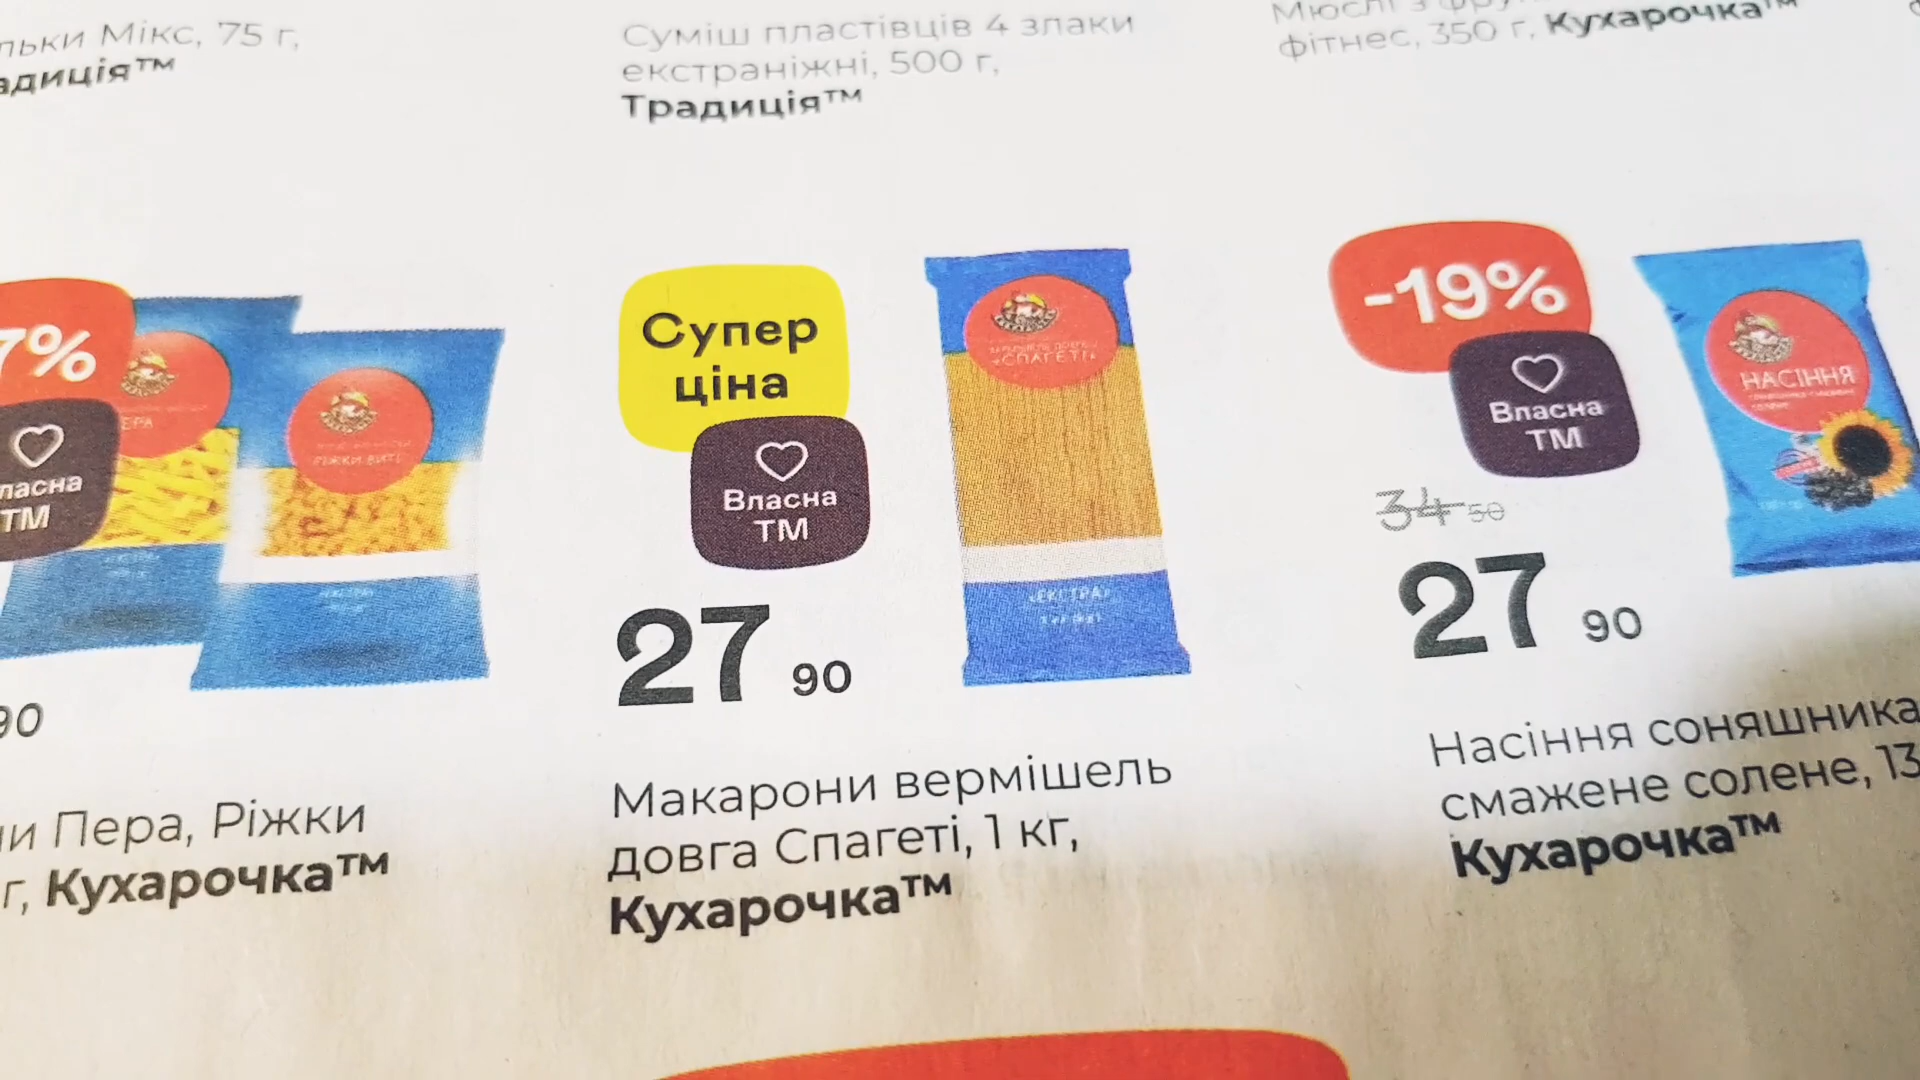 льки Мікс, 75 г,
адиція™
Суміш пластівців 4 злаки
екстраніжні, 500 г,
Традиція™
фітнес, 350 г, Кухарочка™
7%
ласна
ТМ
90
и Пера, Ріжки
г, Кухарочка™
Супер
ціна
Власна
ТМ
«СПАГЕТІ»
«ЕКСТРА»
27 90
Макарони вермішель
довга Спагеті, 1 кг,
Кухарочка™
-19%
Власна
ТМ
НАСІННЯ
34 50
27 90
Насіння соняшника
смажене солене, 13
Кухарочка™